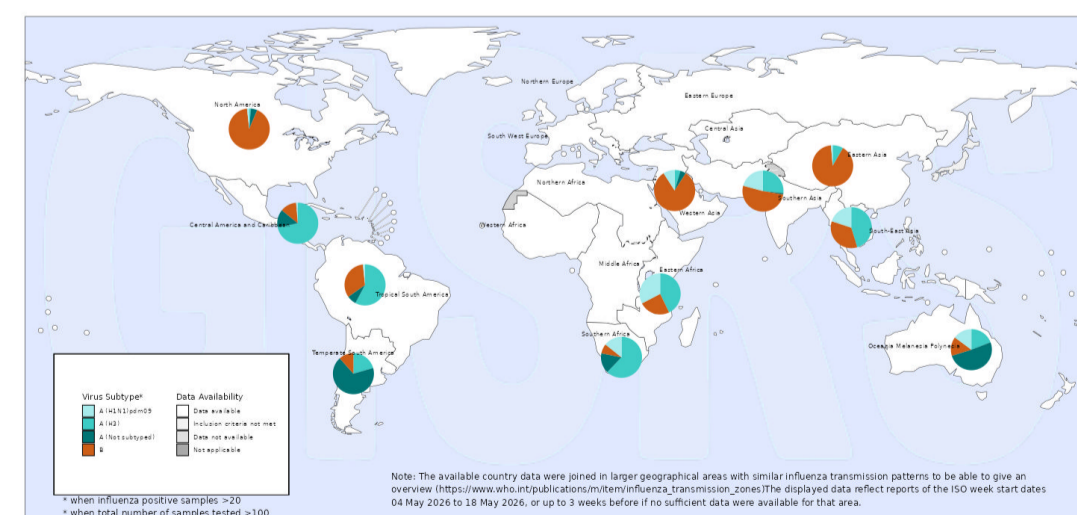 Northern Europe
Eastern Europe
North America
Central Asia
South West Europe
Eastern Asia
Northern Africa
Southern Asia
Western Asia
Central America and Caribbean
Western Africa
South-East Asia
Middle Africa
Eastern Africa
Tropical South America
Southern Africa
Oceania Melanesia Polynesia
Temperate South America
Virus Subtype*
A (H1N1)pdm09
A (H3)
A (Not subtyped)
B
Data Availability
Data available
Inclusion criteria not met
Data not available
Not applicable
Note: The available country data were joined in larger geographical areas with similar influenza transmission patterns to be able to give an
overview (https://www.who.int/publications/m/item/influenza_transmission_zones)The displayed data reflect reports of the ISO week start dates
04 May 2026 to 18 May 2026, or up to 3 weeks before if no sufficient data were available for that area.
* when influenza positive samples >20
* when total number of samples tested >100